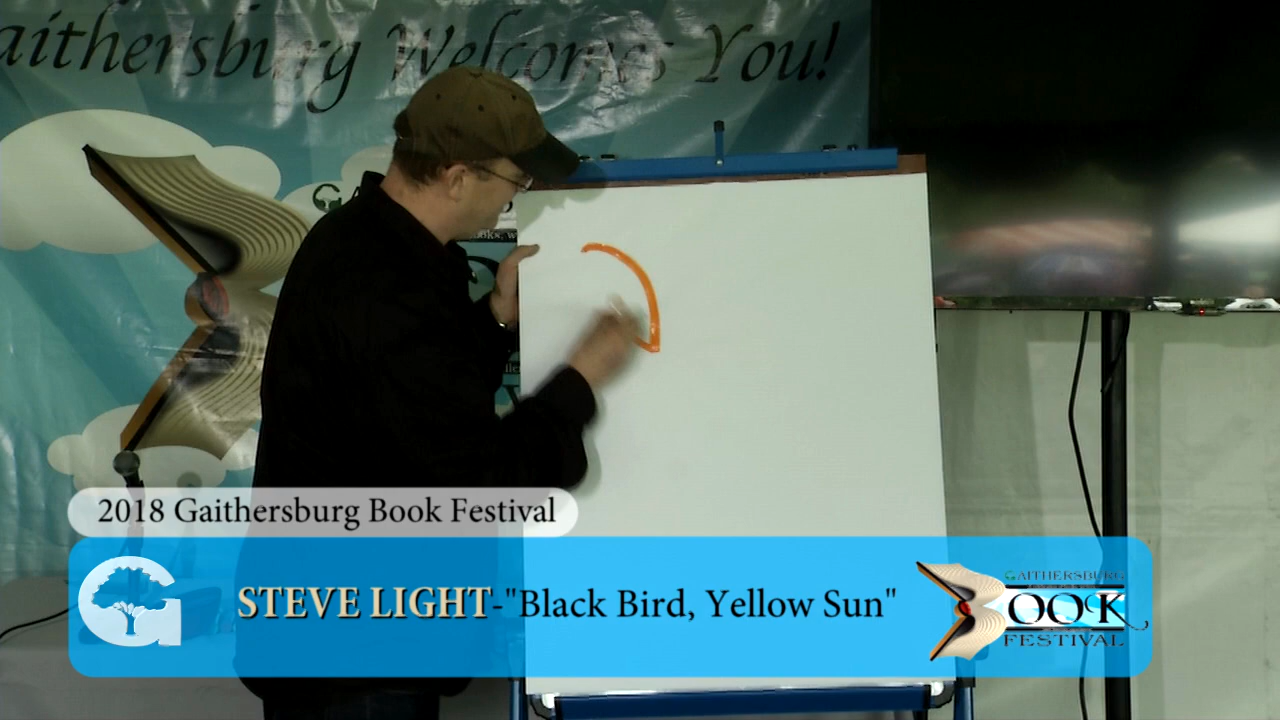 aithersburg Welcomes You!
2018 Gaithersburg Book Festival
STEVE LIGHT-"Black Bird, Yellow Sun"
G
GAITHERSBURG
BOOK
FESTIVAL